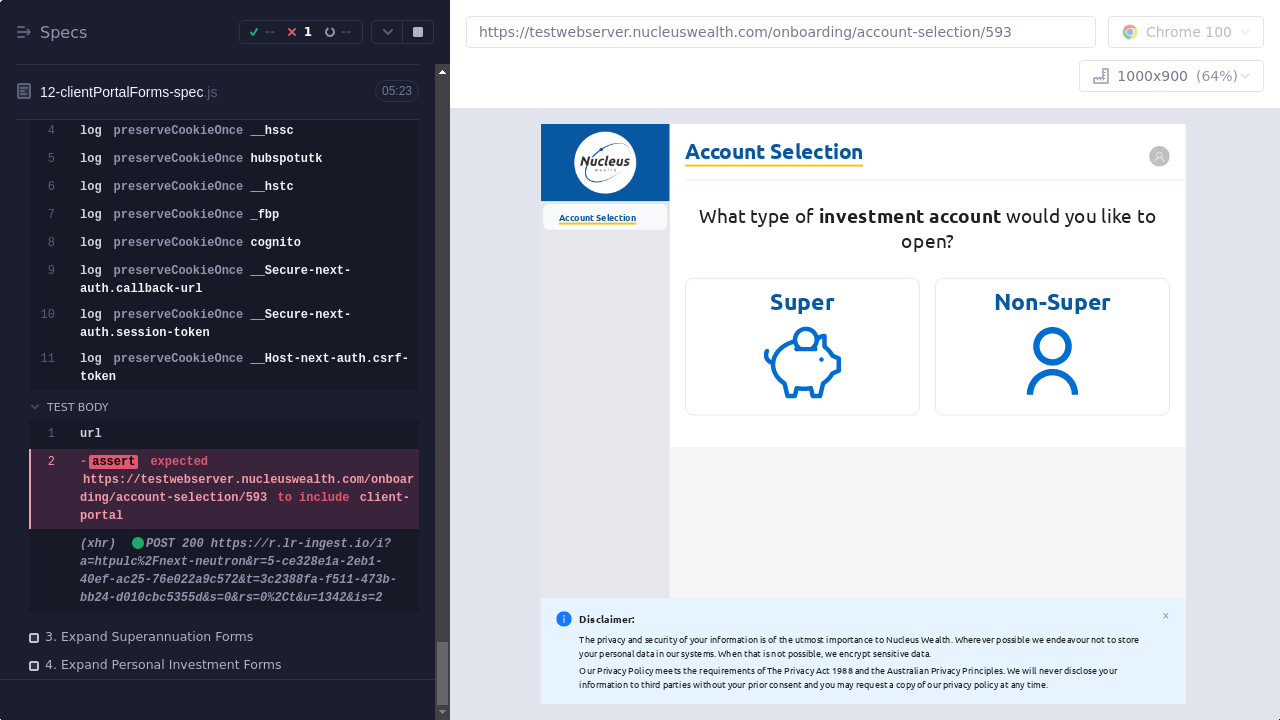 Specs
--
1
--
12-clientPortalForms-spec.js
05:23
4 log preserveCookieOnce __hssc
5 log preserveCookieOnce hubspotutk
6 log preserveCookieOnce __hstc
7 log preserveCookieOnce _fbp
8 log preserveCookieOnce cognito
9 log preserveCookieOnce __Secure-next-
auth.callback-url
10 log preserveCookieOnce __Secure-next-
auth.session-token
11 log preserveCookieOnce __Host-next-auth.csrf-
token
TEST BODY
1 url
2 -assert expected
https://testwebserver.nucleuswealth.com/onboar
ding/account-selection/593 to include client-
portal
(xhr) POST 200 https://r.lr-ingest.io/i?
a=htpulc%2Fnext-neutron&r=5-ce328e1a-2eb1-
40ef-ac25-76e022a9c572&t=3c2388fa-f511-473b-
bb24-d010cbc5355d&s=0&rs=0%2Ct&u=1342&is=2
3. Expand Superannuation Forms
4. Expand Personal Investment Forms
https://testwebserver.nucleuswealth.com/onboarding/account-selection/593
Chrome 100
1000x900 (64%)
Nucleus
Wealth
Account Selection
Account Selection
What type of investment account would you like to
open?
Super
Non-Super
Disclaimer:
×
The privacy and security of your information is of the utmost importance to Nucleus Wealth. Wherever possible we endeavour not to store
your personal data in our systems. When that is not possible, we encrypt sensitive data.
Our Privacy Policy meets the requirements of The Privacy Act 1988 and the Australian Privacy Principles. We will never disclose your
information to third parties without your prior consent and you may request a copy of our privacy policy at any time.